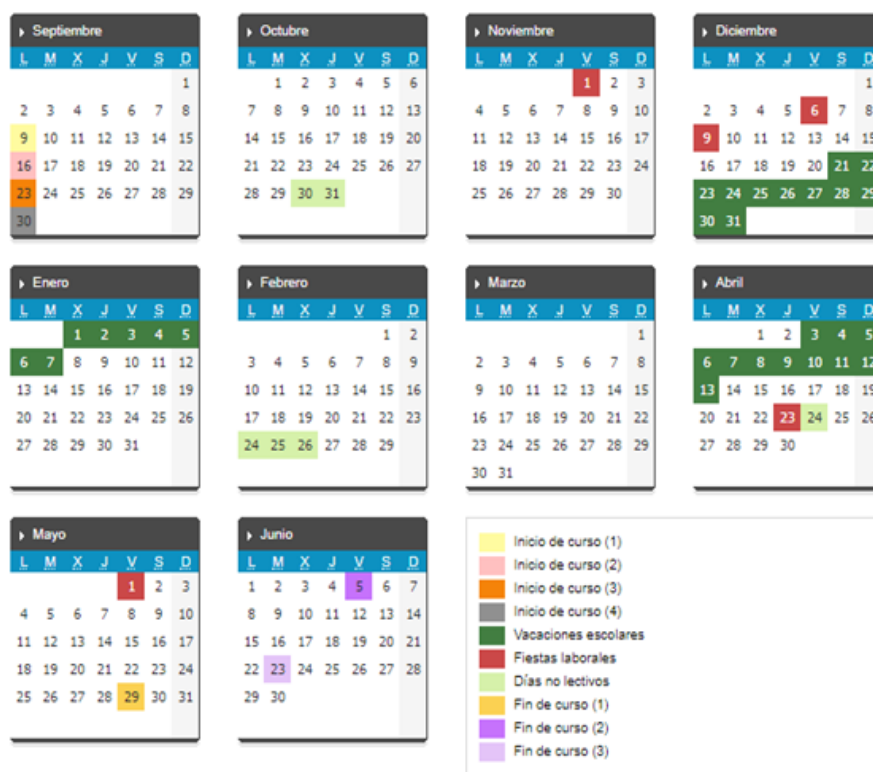 Septiembre
L M X J V S D
1
2 3 4 5 6 7 8
9 10 11 12 13 14 15
16 17 18 19 20 21 22
23 24 25 26 27 28 29
30
Octubre
L M X J V S D
1 2 3 4 5 6
7 8 9 10 11 12 13
14 15 16 17 18 19 20
21 22 23 24 25 26 27
28 29 30 31
Noviembre
L M X J V S D
1 2 3
4 5 6 7 8 9 10
11 12 13 14 15 16 17
18 19 20 21 22 23 24
25 26 27 28 29 30
Diciembre
L M X J V S D
1
2 3 4 5 6 7 8
9 10 11 12 13 14 15
16 17 18 19 20 21 22
23 24 25 26 27 28 29
30 31
Enero
L M X J V S D
1 2 3 4 5
6 7 8 9 10 11 12
13 14 15 16 17 18 19
20 21 22 23 24 25 26
27 28 29 30 31
Febrero
L M X J V S D
1 2
3 4 5 6 7 8 9
10 11 12 13 14 15 16
17 18 19 20 21 22 23
24 25 26 27 28 29
Marzo
L M X J V S D
1
2 3 4 5 6 7 8
9 10 11 12 13 14 15
16 17 18 19 20 21 22
23 24 25 26 27 28 29
30 31
Abril
L M X J V S D
1 2 3 4 5
6 7 8 9 10 11 12
13 14 15 16 17 18 19
20 21 22 23 24 25 26
27 28 29 30
Mayo
L M X J V S D
1 2 3
4 5 6 7 8 9 10
11 12 13 14 15 16 17
18 19 20 21 22 23 24
25 26 27 28 29 30 31
Junio
L M X J V S D
1 2 3 4 5 6 7
8 9 10 11 12 13 14
15 16 17 18 19 20 21
22 23 24 25 26 27 28
29 30
Inicio de curso (1)
Inicio de curso (2)
Inicio de curso (3)
Inicio de curso (4)
Vacaciones escolares
Fiestas laborales
Días no lectivos
Fin de curso (1)
Fin de curso (2)
Fin de curso (3)